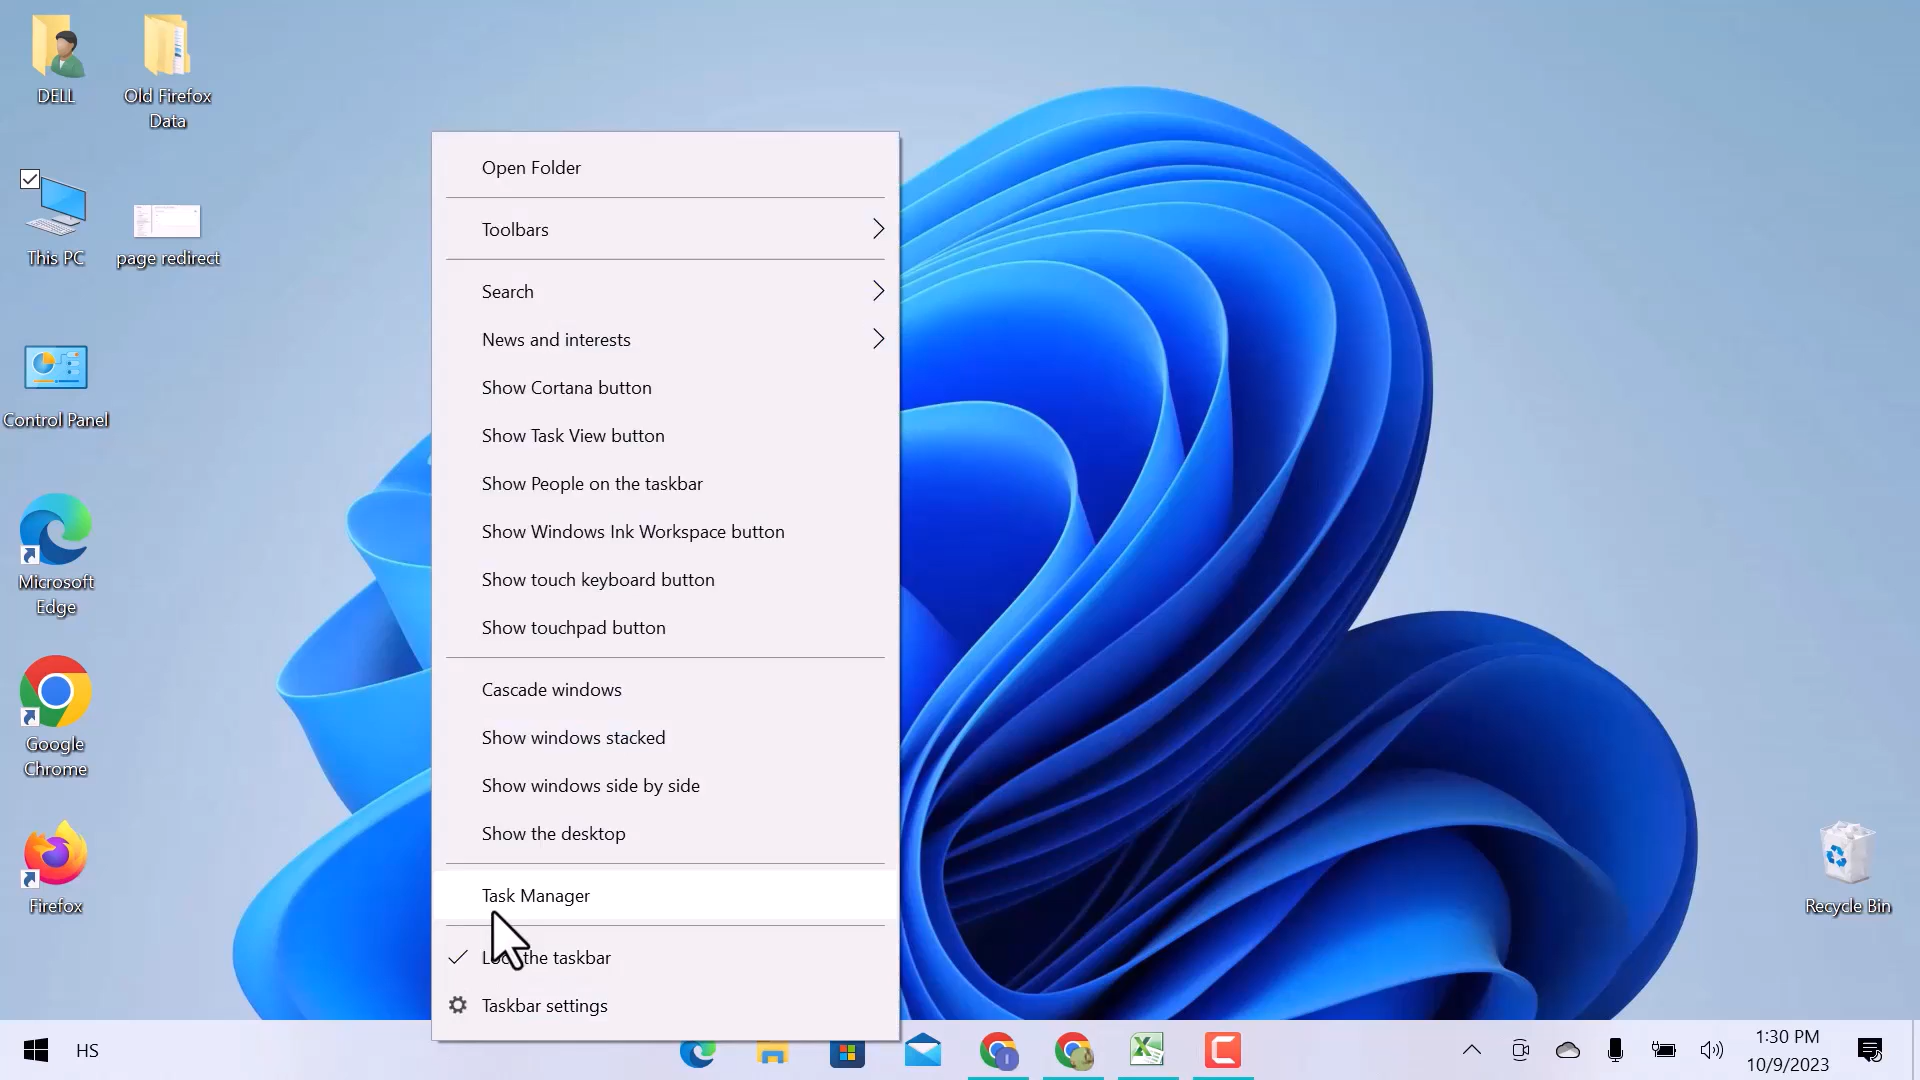 DELL
Old Firefox
Data
This PC
page redirect
Control Panel
Microsoft
Edge
Google
Chrome
Firefox
Open Folder
Toolbars
Search
News and interests
Show Cortana button
Show Task View button
Show People on the taskbar
Show Windows Ink Workspace button
Show touch keyboard button
Show touchpad button
Cascade windows
Show windows stacked
Show windows side by side
Show the desktop
Task Manager
Lock the taskbar
Taskbar settings
Recycle Bin
HS
1:30 PM
10/9/2023